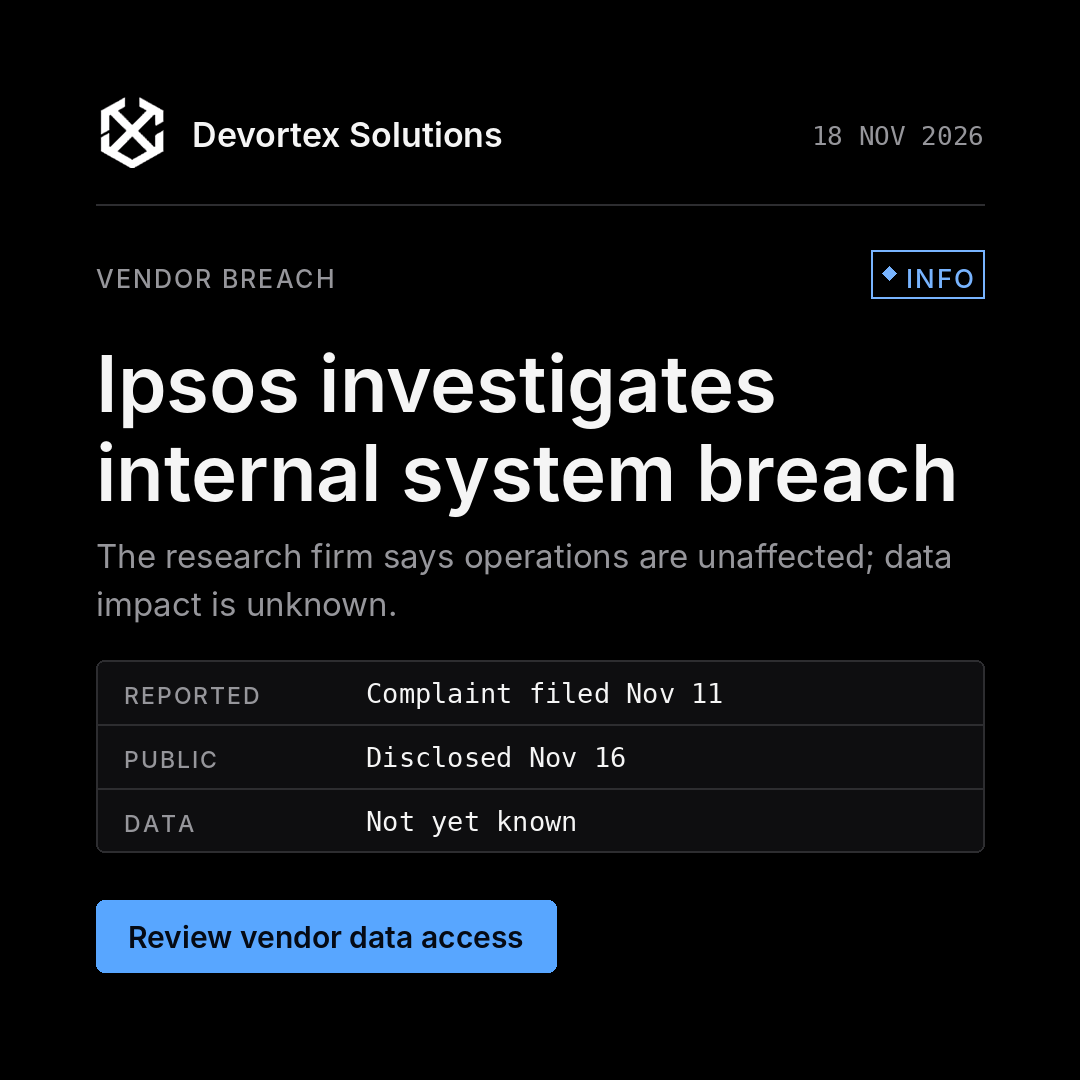 Devortex Solutions
18 NOV 2026
VENDOR BREACH
INFO
Ipsos investigates
internal system breach
The research firm says operations are unaffected; data
impact is unknown.
REPORTED Complaint filed Nov 11
PUBLIC Disclosed Nov 16
DATA Not yet known
Review vendor data access